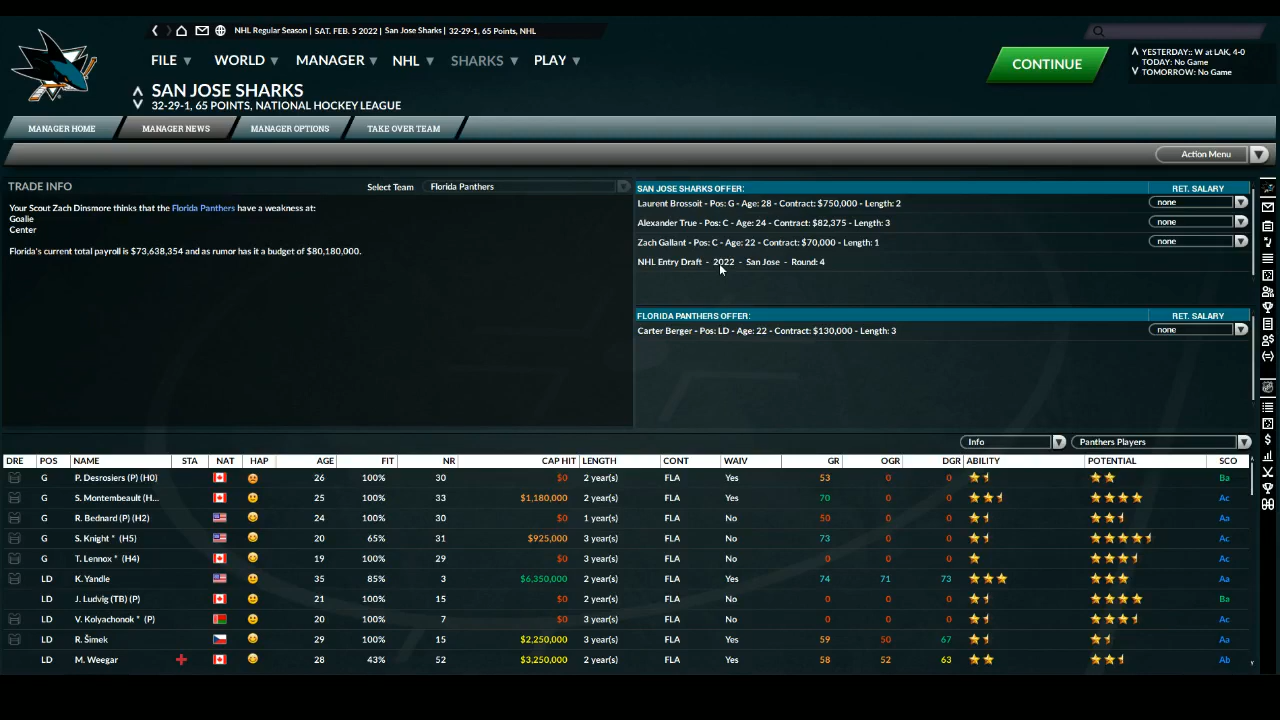 NHL Regular Season | SAT. FEB. 5 2022 | San Jose Sharks | 32-29-1, 65 Points, NHL
FILE WORLD MANAGER NHL SHARKS PLAY
CONTINUE
YESTERDAY:: W at LAK, 4-0
TODAY: No Game
TOMORROW: No Game
SAN JOSE SHARKS
32-29-1, 65 POINTS, NATIONAL HOCKEY LEAGUE
MANAGER HOME MANAGER NEWS MANAGER OPTIONS TAKE OVER TEAM
Action Menu
TRADE INFO Select Team Florida Panthers
Your Scout Zach Dinsmore thinks that the Florida Panthers have a weakness at:
Goalie
Center
Florida's current total payroll is $73,638,354 and as rumor has it a budget of $80,180,000.
SAN JOSE SHARKS OFFER: RET. SALARY
Laurent Brossoit - Pos: G - Age: 28 - Contract: $750,000 - Length: 2 none
Alexander True - Pos: C - Age: 24 - Contract: $82,375 - Length: 3 none
Zach Gallant - Pos: C - Age: 22 - Contract: $70,000 - Length: 1 none
NHL Entry Draft - 2022 - San Jose - Round: 4
FLORIDA PANTHERS OFFER: RET. SALARY
Carter Berger - Pos: LD - Age: 22 - Contract: $130,000 - Length: 3 none
Info Panthers Players
DRE POS NAME STA NAT HAP AGE FIT NR CAP HIT LENGTH CONT WAIV GR OGR DGR ABILITY POTENTIAL SCO
G P. Desrosiers (P) (H0) 26 100% 30 $0 2 year(s) FLA Yes 53 0 0 Ba
G S. Montembeault (H... 25 100% 33 $1,180,000 2 year(s) FLA Yes 70 0 0 Ac
G R. Bednard (P) (H2) 24 100% 30 $0 1 year(s) FLA No 50 0 0 Aa
G S. Knight * (H5) 20 65% 31 $925,000 3 year(s) FLA No 73 0 0 Ac
G T. Lennox * (H4) 19 100% 29 $0 3 year(s) FLA No 0 0 0 Ac
LD K. Yandle 35 85% 3 $6,350,000 2 year(s) FLA Yes 74 71 73 Aa
LD J. Ludvig (TB) (P) 21 100% 15 $0 2 year(s) FLA No 0 0 0 Ba
LD V. Kolyachonok * (P) 20 100% 7 $0 3 year(s) FLA No 0 0 0 Ac
LD R. Šimek 29 100% 15 $2,250,000 2 year(s) FLA Yes 59 50 67 Aa
LD M. Weegar 28 43% 52 $3,250,000 2 year(s) FLA Yes 58 52 63 Ab